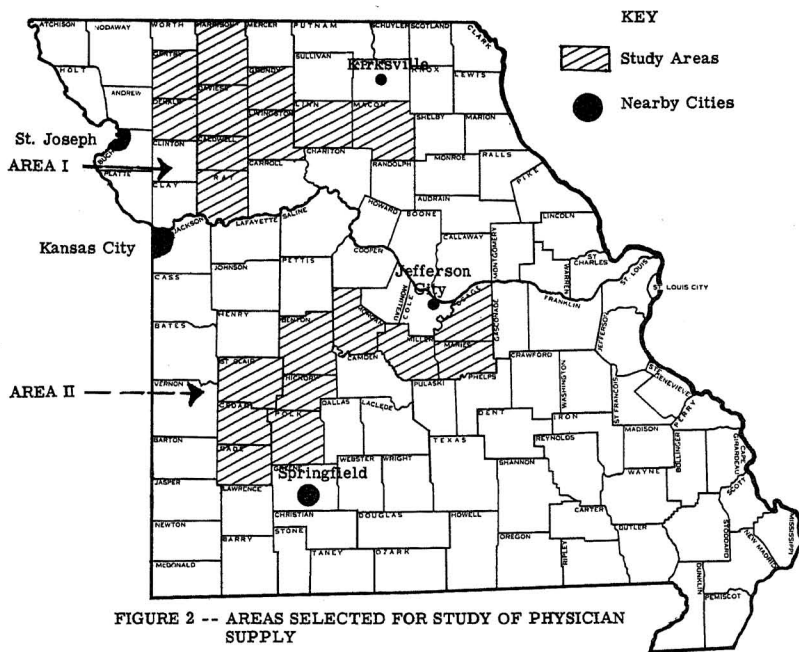 KEY
Study Areas
Nearby Cities
ATCHISON
NODAWAY
WORTH
HARRISON
MERCER
PUTNAM
SCHUYLER
SCOTLAND
CLARK
HOLT
GENTRY
SULLIVAN
Kirksville
KNOX
LEWIS
ANDREW
DEKALB
DAVIESS
GRUNDY
LINN
MACON
SHELBY
MARION
St. Joseph
BUCH
CLINTON
CALDWELL
LIVINGSTON
AREA I
PLATTE
CLAY
RAY
CARROLL
CHARITON
RANDOLPH
MONROE
RALLS
PIKE
AUDRAIN
Kansas City
JACKSON
LAFAYETTE
SALINE
HOWARD
BOONE
CALLAWAY
MONTGOMERY
LINCOLN
WARREN
ST CHARLES
ST LOUIS
ST LOUIS CITY
CASS
JOHNSON
PETTIS
COOPER
MONITEAU
COLE
Jefferson
City
OSAGE
GASCONADE
FRANKLIN
JEFFERSON
BATES
HENRY
BENTON
MORGAN
MILLER
MARIES
AREA II
VERNON
ST CLAIR
HICKORY
CAMDEN
PULASKI
PHELPS
CRAWFORD
WASHINGTON
ST FRANCOIS
STE GENEVIEVE
PERRY
CEDAR
POLK
DALLAS
LACLEDE
DENT
IRON
MADISON
BOLLINGER
CAPE GIRARDEAU
BARTON
DADE
GREENE
WEBSTER
WRIGHT
TEXAS
REYNOLDS
SHANNON
WAYNE
SCOTT
JASPER
LAWRENCE
Springfield
CHRISTIAN
DOUGLAS
HOWELL
CARTER
BUTLER
STODDARD
MISSISSIPPI
NEW MADRID
NEWTON
BARRY
STONE
TANEY
OZARK
OREGON
RIPLEY
MCDONALD
DUNKLIN
PEMISCOT
FIGURE 2 -- AREAS SELECTED FOR STUDY OF PHYSICIAN
SUPPLY